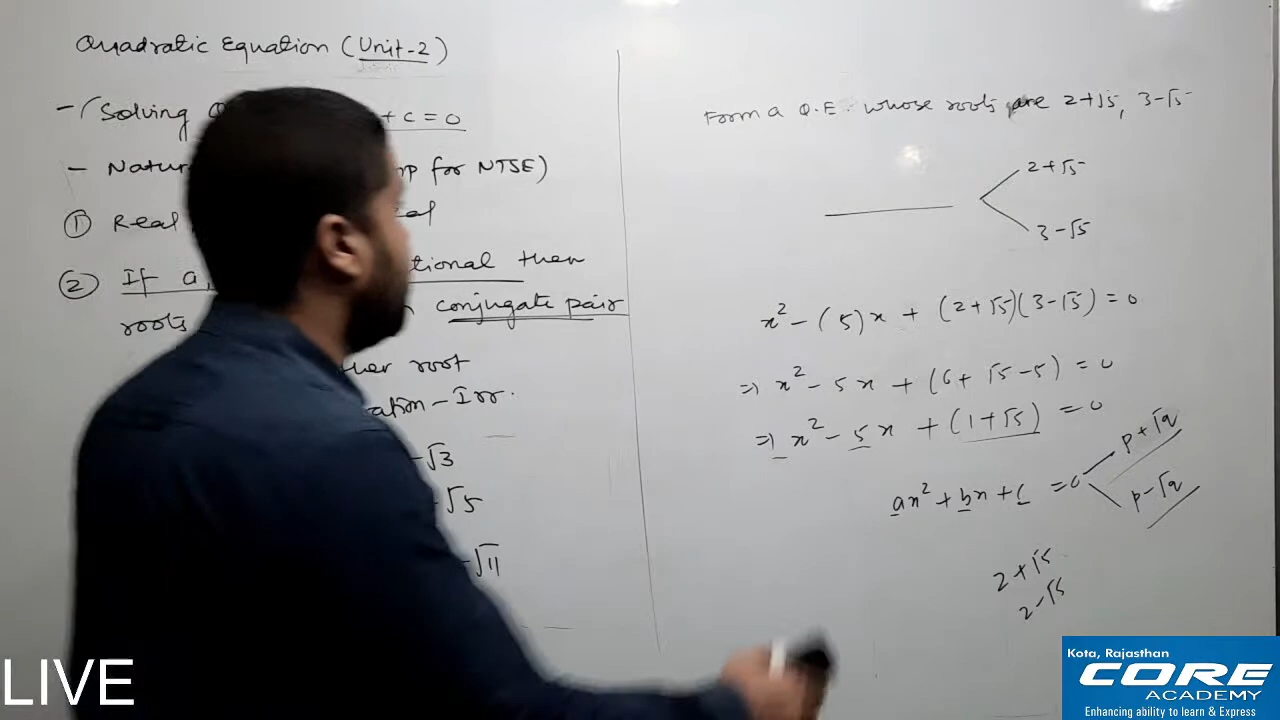 Quadratic Equation (Unit-2)
- (Solving Q + c = 0
- Natur for NTSE)
① Real
② If a, then
roots conjugate pair
root
- Irr.
-√3
-√5
-√11
Form a Q.E. whose roots are 2+√5, 3-√5
2+√5
3-√5
x² - (5)x + (2+√5)(3-√5) = 0
⇒ x² - 5x + (6+√5-5) = 0
⇒ x² - 5x + (1+√5) = 0
ax² + bx + c = 0
p+√q
p-√q
2+√5
2-√5
LIVE
Kota, Rajasthan
CORE
ACADEMY
Enhancing ability to learn & Express